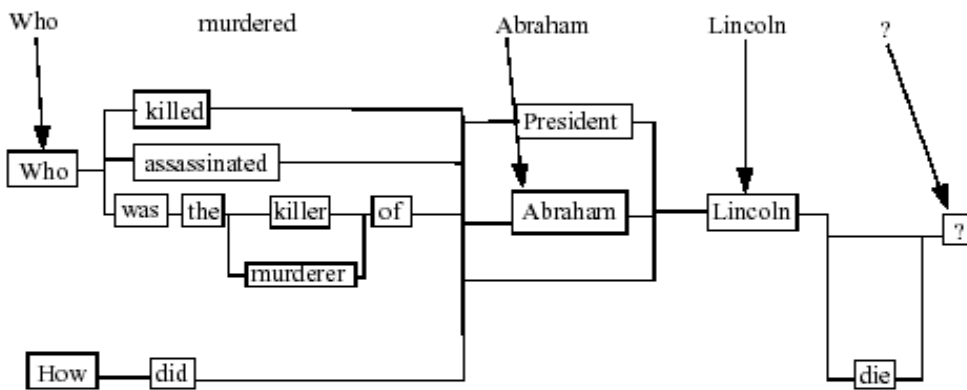 Who murdered Abraham Lincoln ?
killed
President
assassinated
Who
was the killer of
Abraham
Lincoln
?
murderer
How did
die